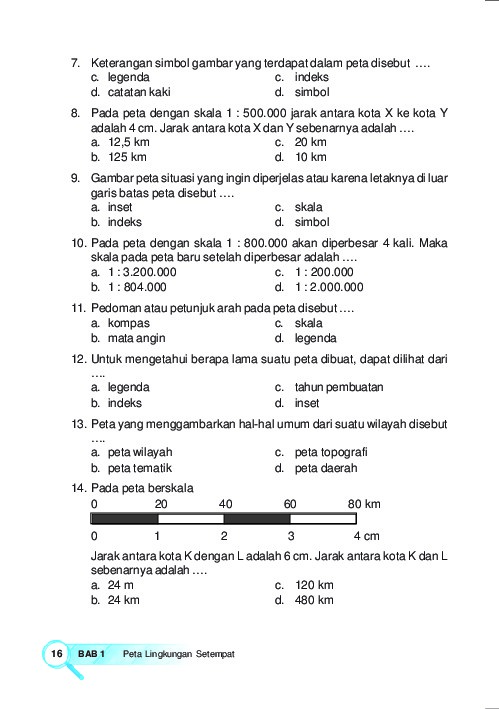 7. Keterangan simbol gambar yang terdapat dalam peta disebut ....
c. legenda c. indeks
d. catatan kaki d. simbol
8. Pada peta dengan skala 1 : 500.000 jarak antara kota X ke kota Y
adalah 4 cm. Jarak antara kota X dan Y sebenarnya adalah ....
a. 12,5 km c. 20 km
b. 125 km d. 10 km
9. Gambar peta situasi yang ingin diperjelas atau karena letaknya di luar
garis batas peta disebut ....
a. inset c. skala
b. indeks d. simbol
10. Pada peta dengan skala 1 : 800.000 akan diperbesar 4 kali. Maka
skala pada peta baru setelah diperbesar adalah ....
a. 1 : 3.200.000 c. 1 : 200.000
b. 1 : 804.000 d. 1 : 2.000.000
11. Pedoman atau petunjuk arah pada peta disebut ....
a. kompas c. skala
b. mata angin d. legenda
12. Untuk mengetahui berapa lama suatu peta dibuat, dapat dilihat dari
....
a. legenda c. tahun pembuatan
b. indeks d. inset
13. Peta yang menggambarkan hal-hal umum dari suatu wilayah disebut
....
a. peta wilayah c. peta topografi
b. peta tematik d. peta daerah
14. Pada peta berskala
0 20 40 60 80 km
0 1 2 3 4 cm
Jarak antara kota K dengan L adalah 6 cm. Jarak antara kota K dan L
sebenarnya adalah ....
a. 24 m c. 120 km
b. 24 km d. 480 km
16 BAB 1 Peta Lingkungan Setempat